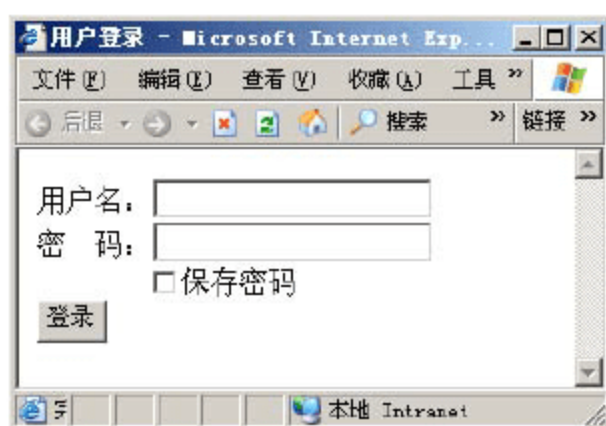 用户登录 - Microsoft Internet Exp...
文件(F) 编辑(E) 查看(V) 收藏(A) 工具 »
后退 搜索 » 链接 »
用户名：
密 码：
保存密码
登录
本地 Intranet